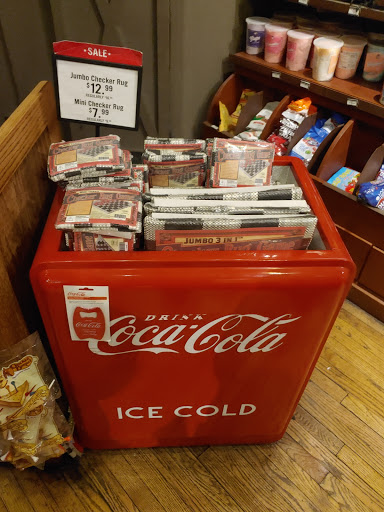 SALE
Jumbo Checker Rug
$12.99
Mini Checker Rug
$7.99
JUMBO 3 IN 1
DRINK
Coca-Cola
ICE COLD